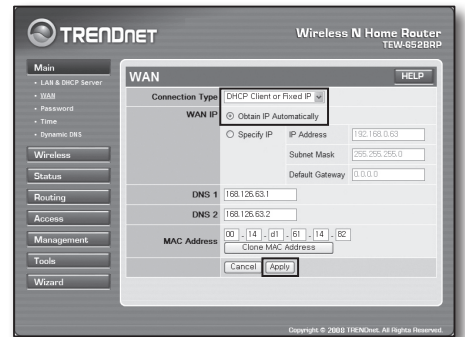 TRENDNET
Wireless N Home Router
TEW-652BRP
Main
LAN & DHCP Server
WAN
Password
Time
Dynamic DNS
Wireless
Status
Routing
Access
Management
Tools
Wizard
WAN
HELP
Connection Type DHCP Client or Fixed IP
WAN IP Obtain IP Automatically
Specify IP IP Address 192.168.0.63
Subnet Mask 255.255.255.0
Default Gateway 0.0.0.0
DNS 1 168.126.63.1
DNS 2 168.126.63.2
MAC Address 00 - 14 - d1 - 61 - 14 - 82
Clone MAC Address
Cancel Apply
Copyright © 2008 TRENDnet. All Rights Reserved.